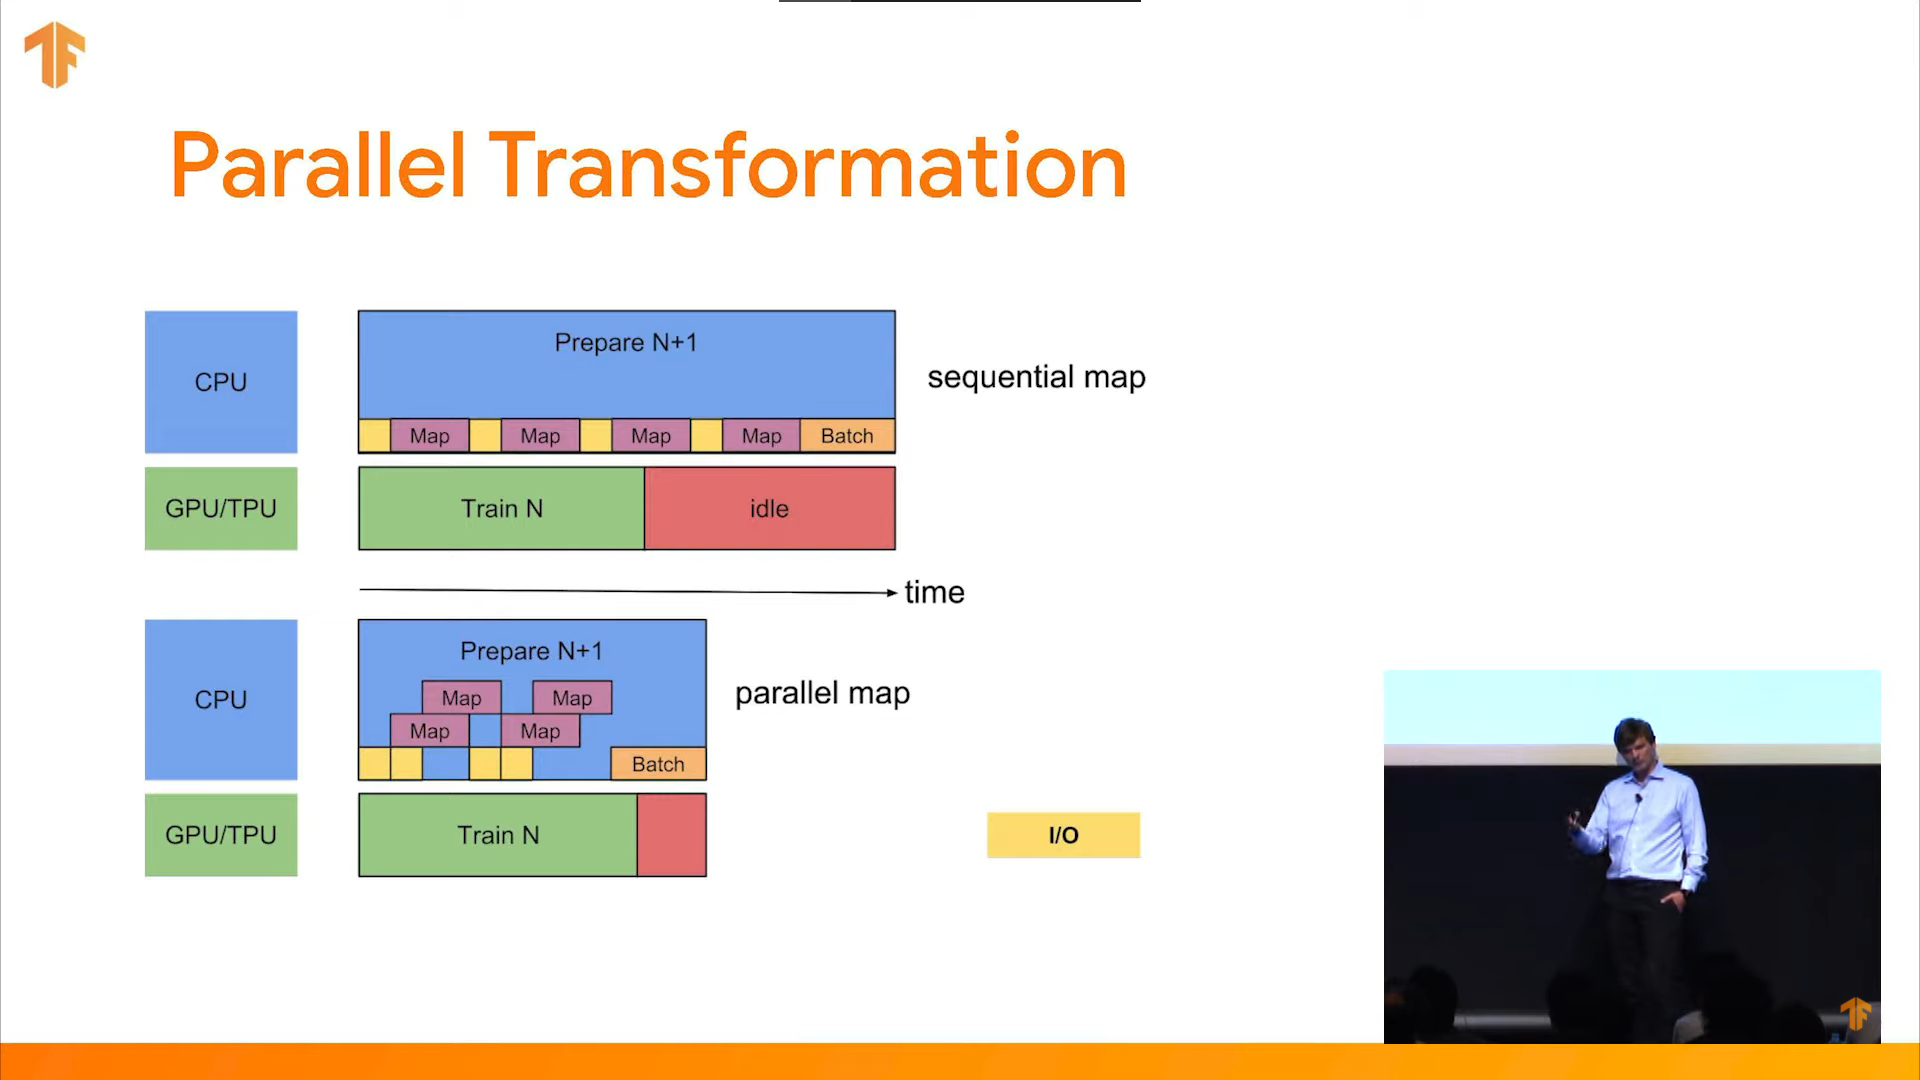 Parallel Transformation
CPU
Prepare N+1
sequential map
Map
Map
Map
Map
Batch
GPU/TPU
Train N
idle
time
CPU
Prepare N+1
Map
Map
parallel map
Map
Map
Batch
GPU/TPU
Train N
I/O